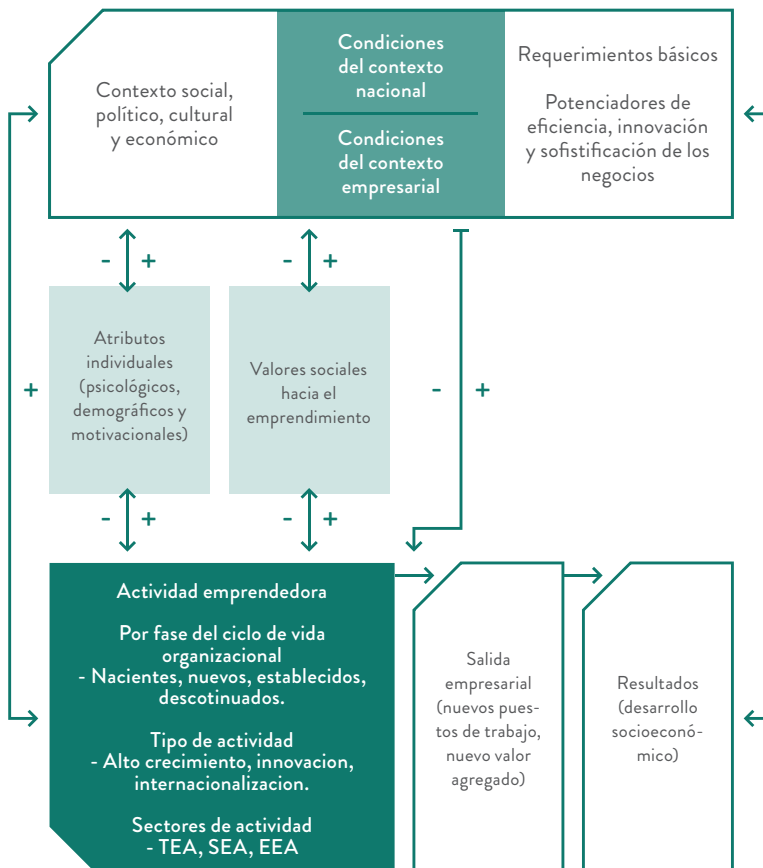 Contexto social,
político, cultural
y económico
Condiciones
del contexto
nacional
Condiciones
del contexto
empresarial
Requerimientos básicos
Potenciadores de
eficiencia, innovación
y sofistificación de los
negocios
- +
- +
Atributos
individuales
(psicológicos,
demográficos y
motivacionales)
Valores sociales
hacia el
emprendimiento
+
- +
- +
- +
Actividad emprendedora
Por fase del ciclo de vida
organizacional
- Nacientes, nuevos, establecidos,
descotinuados.
Tipo de actividad
- Alto crecimiento, innovacion,
internacionalizacion.
Sectores de actividad
- TEA, SEA, EEA
Salida
empresarial
(nuevos pues-
tos de trabajo,
nuevo valor
agregado)
Resultados
(desarrollo
socioeconó-
mico)